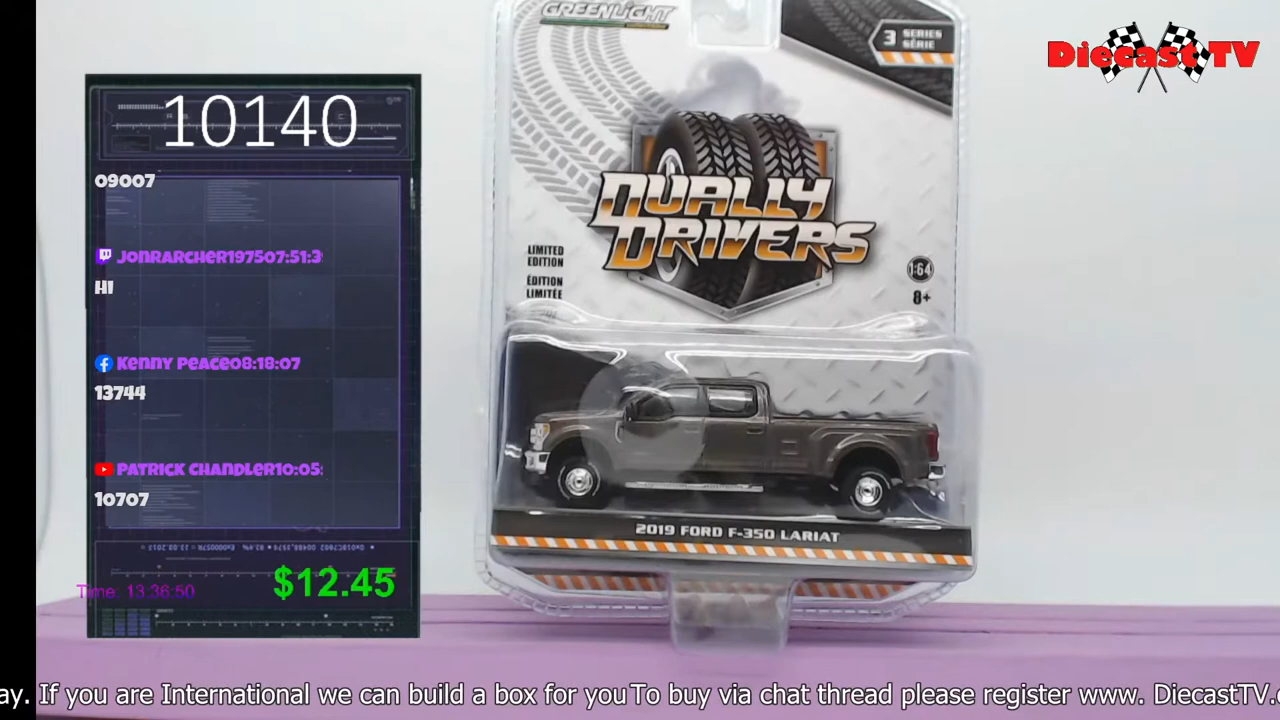 GREENLIGHT
3 SERIES
SÉRIE
Diecast TV
10140
09007
JONRARCHER197507:51:3
HI
Kenny Peace08:18:07
13744
PATRICK CHANDLER10:05:
10707
Time: 13:36:50
$12.45
DUALLY
DRIVERS
LIMITED
EDITION
ÉDITION
LIMITÉE
1:64
8+
2019 FORD F-350 LARIAT
ay. If you are International we can build a box for youTo buy via chat thread please register www. DiecastTV.c